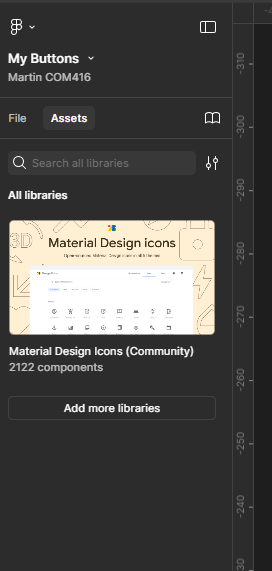 My Buttons
Martin COM416
File
Assets
Search all libraries
All libraries
Material Design icons
Material Design Icons (Community)
2122 components
Add more libraries
-310
-300
-290
-280
-270
-260
-250
-240
-230